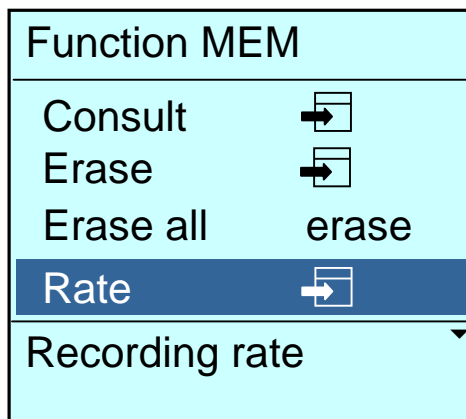 Function MEM
Consult
Erase
Erase all erase
Rate
Recording rate